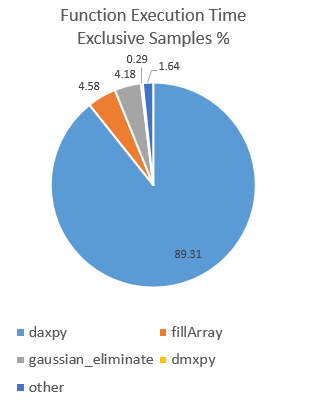 Function Execution Time
Exclusive Samples %
0.29
1.64
4.18
4.58
89.31
daxpy
fillArray
gaussian_eliminate
dmxpy
other